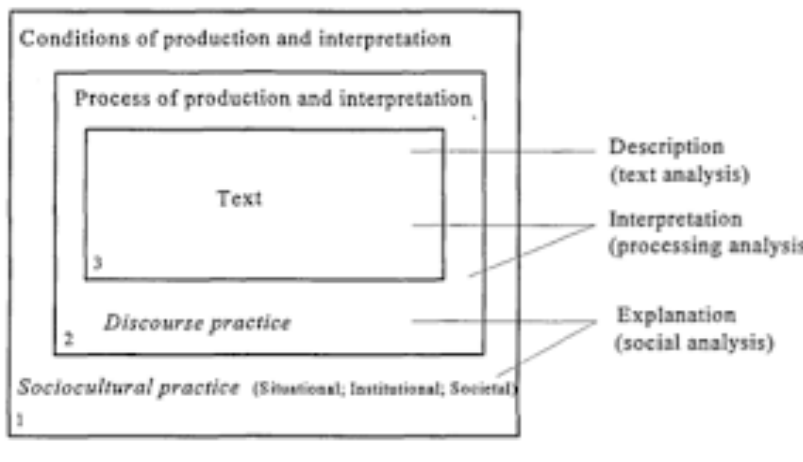 Conditions of production and interpretation
Process of production and interpretation
Description
(text analysis)
Text
Interpretation
(processing analysis
3
Discourse practice
Explanation
(social analysis)
2
Sociocultural practice (Situational; Institutional; Societal)
1